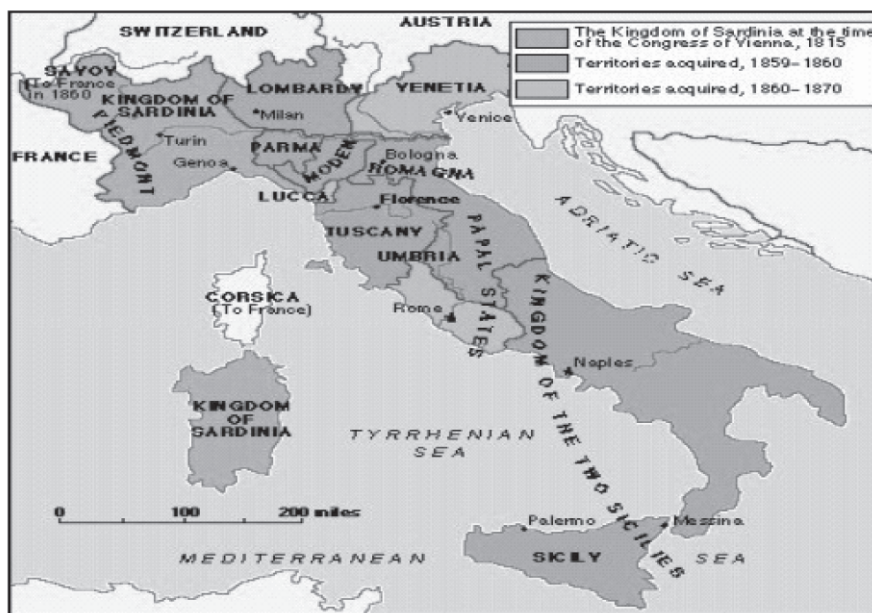 SWITZERLAND
AUSTRIA
The Kingdom of Sardinia at the time
of the Congress of Vienna, 1815
Territories acquired, 1859–1860
Territories acquired, 1860–1870
SAVOY
(To France
in 1860)
KINGDOM OF
SARDINIA
LOMBARDY
Milan
VENETIA
Venice
PIEDMONT
Turin
Genoa
FRANCE
PARMA
MODEN
Bologna
ROMAGNA
LUCCA
Florence
TUSCANY
UMBRIA
PAPAL STATES
ADRIATIC SEA
CORSICA
(To France)
Rome
KINGDOM OF THE TWO SICILIES
Naples
KINGDOM
OF
SARDINIA
TYRRHENIAN
SEA
0 100 200 miles
Palermo
Messina
MEDITERRANEAN SEA
SICILY